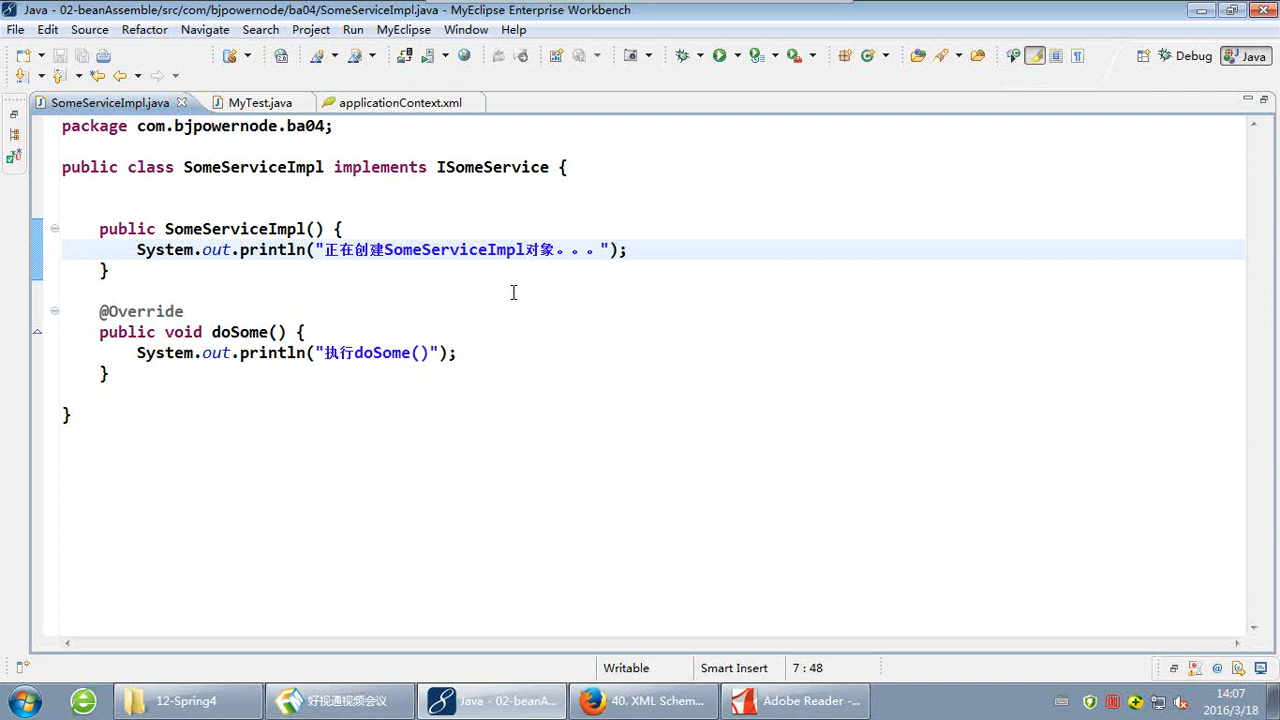 Java - 02-beanAssemble/src/com/bjpowernode/ba04/SomeServiceImpl.java - MyEclipse Enterprise Workbench
File Edit Source Refactor Navigate Search Project Run MyEclipse Window Help
Debug Java
SomeServiceImpl.java MyTest.java applicationContext.xml
package com.bjpowernode.ba04;
public class SomeServiceImpl implements ISomeService {
public SomeServiceImpl() {
System.out.println("正在创建SomeServiceImpl对象。。。");
}
@Override
public void doSome() {
System.out.println("执行doSome()");
}
}
Writable Smart Insert 7 : 48
12-Spring4 好视通视频会议 Java - 02-beanA... 40. XML Schem... Adobe Reader -... 14:07
2016/3/18